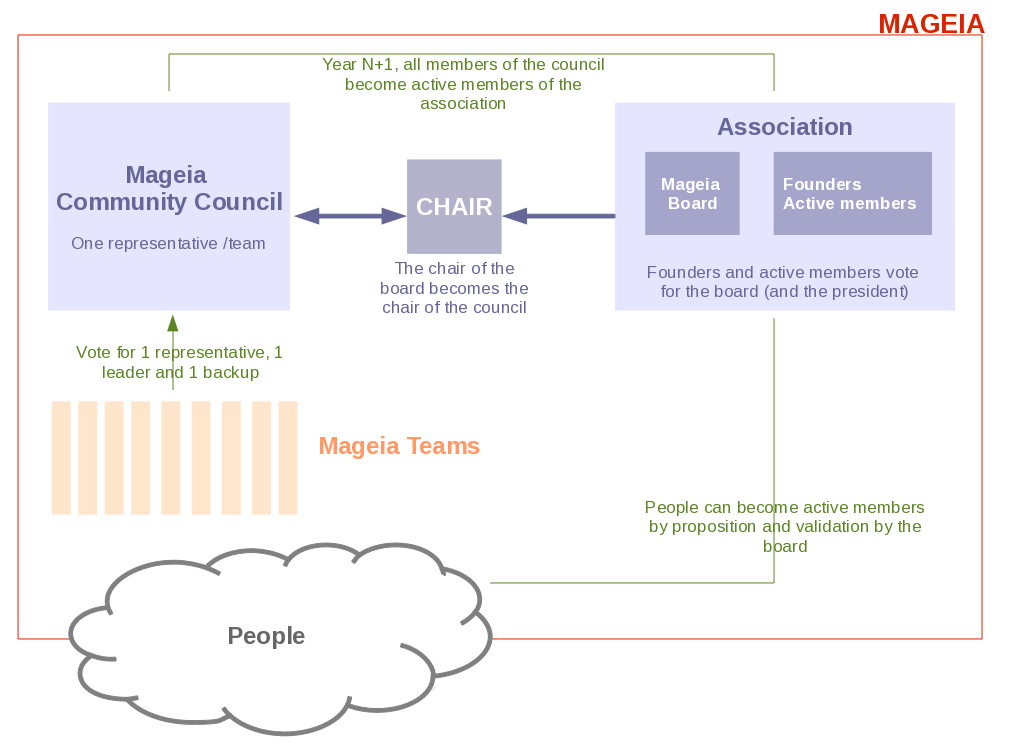 MAGEIA
Year N+1, all members of the council
become active members of the
association
Mageia
Community Council
One representative /team
CHAIR
The chair of the
board becomes the
chair of the council
Association
Mageia
Board
Founders
Active members
Founders and active members vote
for the board (and the president)
Vote for 1 representative, 1
leader and 1 backup
Mageia Teams
People can become active members
by proposition and validation by the
board
People